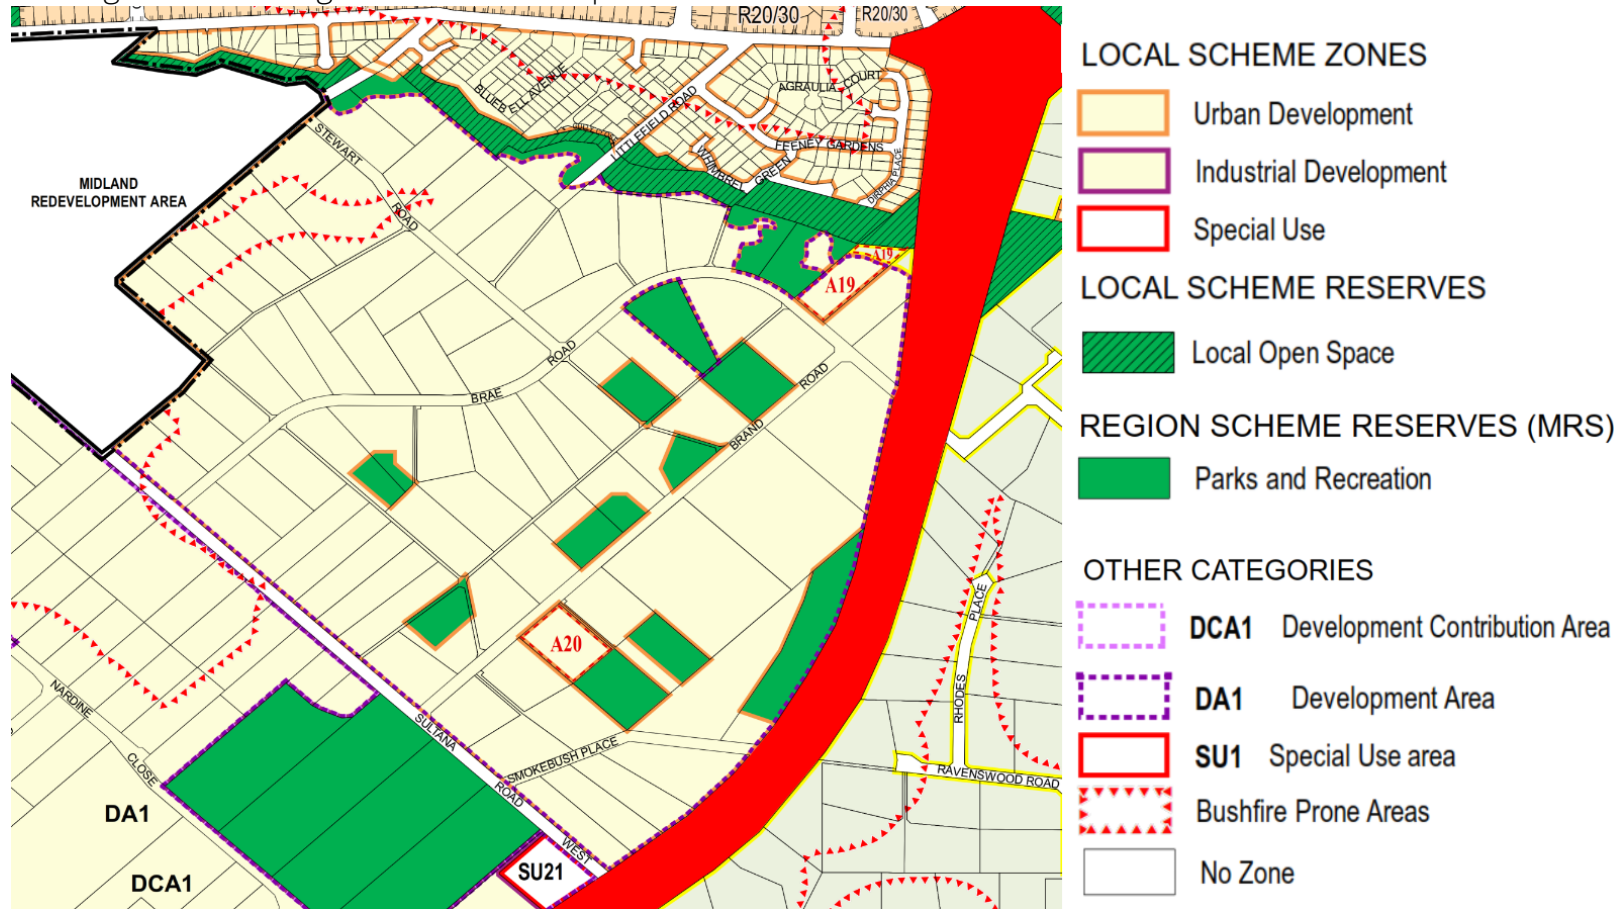 R20/30
R20/30
BLUEBELL AVENUE
LITTLEFIELD ROAD
AGRAULIA COURT
FEENEY GARDENS
WHIMBREL GREEN
DIRPHIA PLACE
STEWART
ROAD
MIDLAND
REDEVELOPMENT AREA
A19
A19
BRAE
ROAD
BRAND
ROAD
A20
NARDINE
CLOSE
SULTANA
ROAD
WEST
SMOKEBUSH PLACE
RHODES
PLACE
RAVENSWOOD ROAD
DA1
DCA1
SU21
LOCAL SCHEME ZONES
Urban Development
Industrial Development
Special Use
LOCAL SCHEME RESERVES
Local Open Space
REGION SCHEME RESERVES (MRS)
Parks and Recreation
OTHER CATEGORIES
DCA1 Development Contribution Area
DA1 Development Area
SU1 Special Use area
Bushfire Prone Areas
No Zone